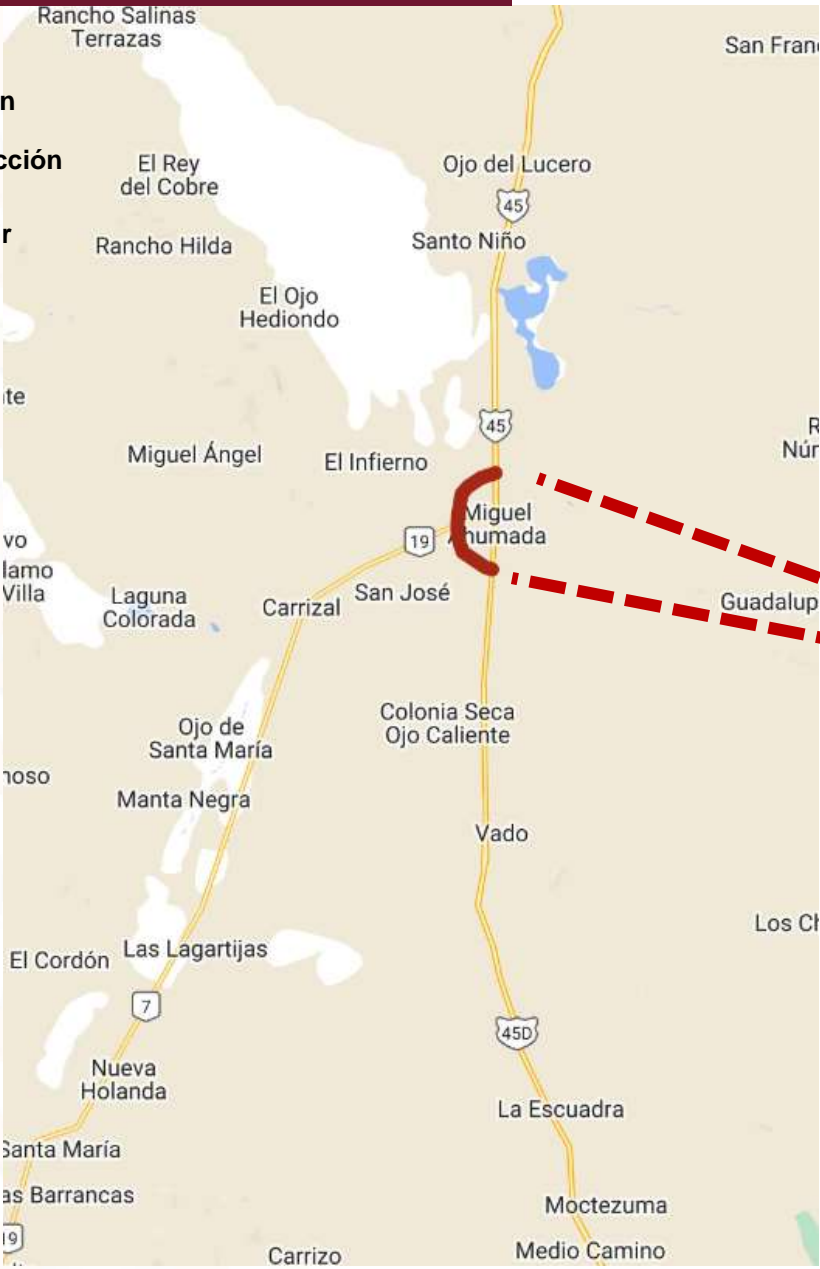 Rancho Salinas
Terrazas
San Fran
n
cción
El Rey
del Cobre
Ojo del Lucero
45
r
Rancho Hilda
Santo Niño
El Ojo
Hediondo
te
45
Miguel Ángel
El Infierno
R
Núñ
Miguel
Ahumada
19
vo
lamo
Villa
Laguna
Colorada
Carrizal
San José
Guadalup
Colonia Seca
Ojo Caliente
Ojo de
Santa María
noso
Manta Negra
Vado
Los Ch
El Cordón
Las Lagartijas
7
45D
Nueva
Holanda
La Escuadra
Santa María
as Barrancas
Moctezuma
19
Carrizo
Medio Camino